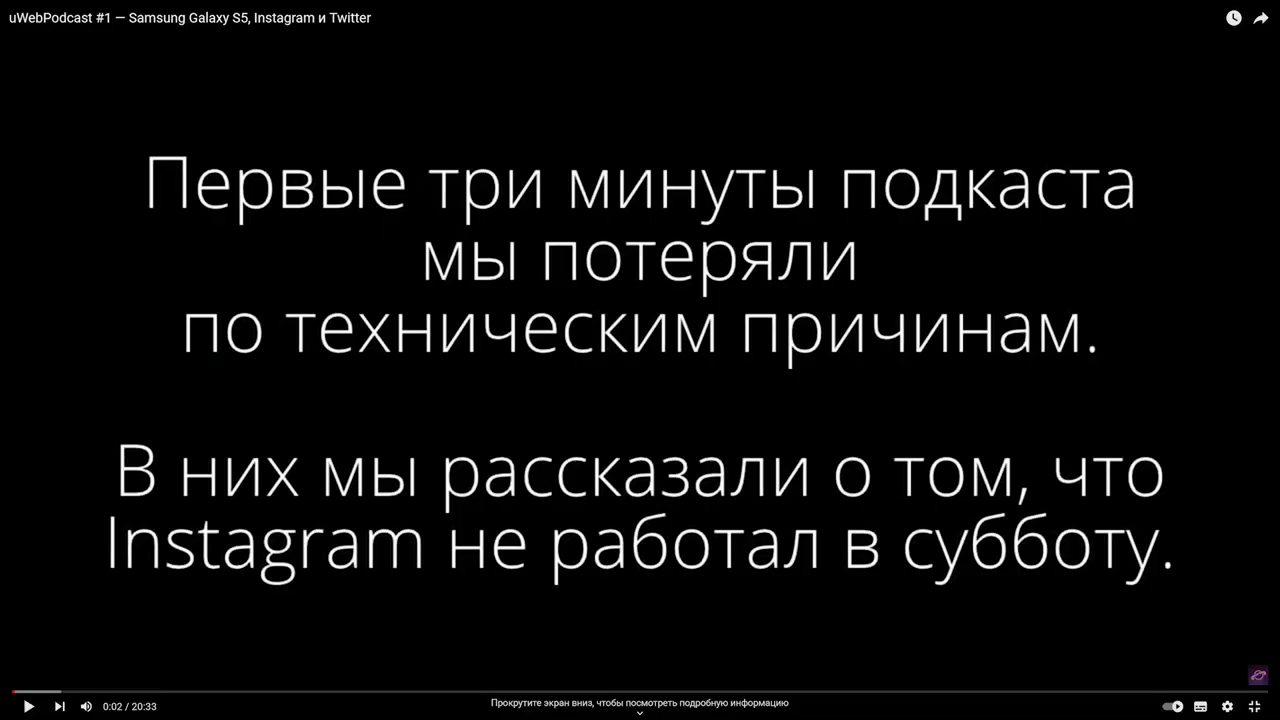 uWebPodcast #1 — Samsung Galaxy S5, Instagram и Twitter
Первые три минуты подкаста
мы потеряли
по техническим причинам.
В них мы рассказали о том, что
Instagram не работал в субботу.
0:02 / 20:33
Прокрутите экран вниз, чтобы посмотреть подробную информацию